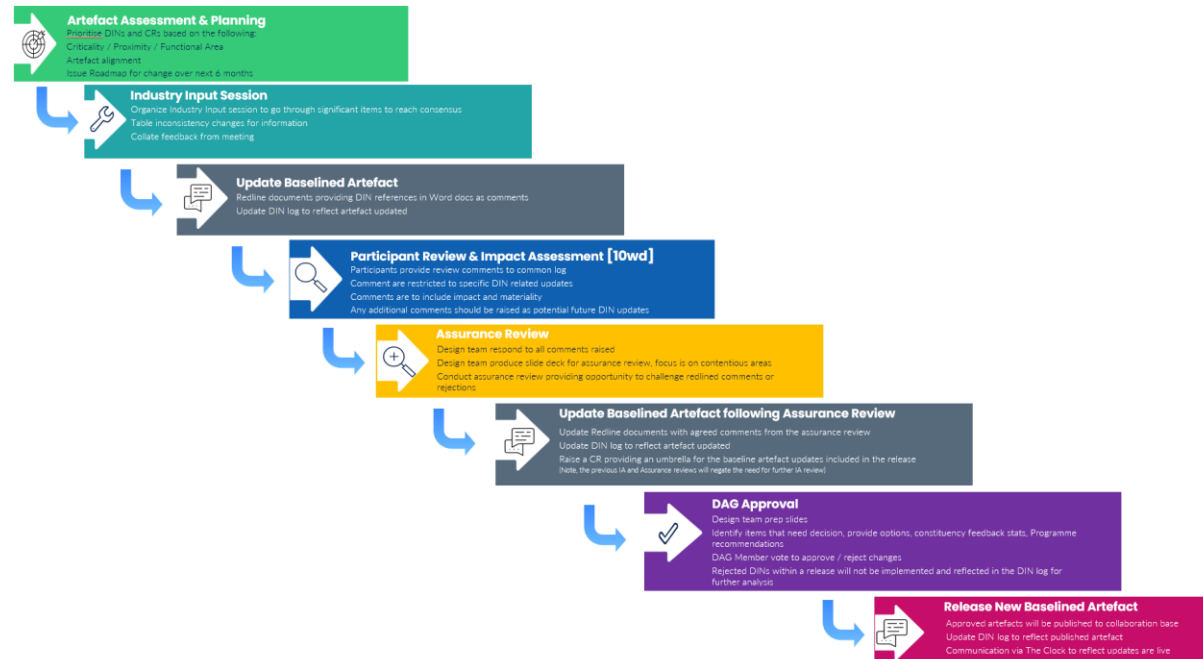 Artefact Assessment & Planning
Prioritise DINs and CRs based on the following:
Criticality / Proximity / Functional Area
Artefact alignment
Issue Roadmap for change over next 6 months
Industry Input Session
Organize Industry Input session to go through significant items to reach consensus
Table inconsistency changes for information
Collate feedback from meeting
Update Baselined Artefact
Redline documents providing DIN references in Word docs as comments
Update DIN log to reflect artefact updated
Participant Review & Impact Assessment [10wd]
Participants provide review comments to common log
Comment are restricted to specific DIN related updates
Comments are to include impact and materiality
Any additional comments should be raised as potential future DIN updates
Assurance Review
Design team respond to all comments raised
Design team produce slide deck for assurance review, focus is on contentious areas
Conduct assurance review providing opportunity to challenge redlined comments or
rejections
Update Baselined Artefact following Assurance Review
Update Redline documents with agreed comments from the assurance review
Update DIN log to reflect artefact updated
Raise a CR providing an umbrella for the baseline artefact updates included in the release
(Note, the previous IA and Assurance reviews will negate the need for further IA review)
DAG Approval
Design team prep slides
Identify items that need decision, provide options, constituency feedback stats, Programme
recommendations
DAG Member vote to approve / reject changes
Rejected DINs within a release will not be implemented and reflected in the DIN log for
further analysis
Release New Baselined Artefact
Approved artefacts will be published to collaboration base
Update DIN log to reflect published artefact
Communication via The Clock to reflect updates are live